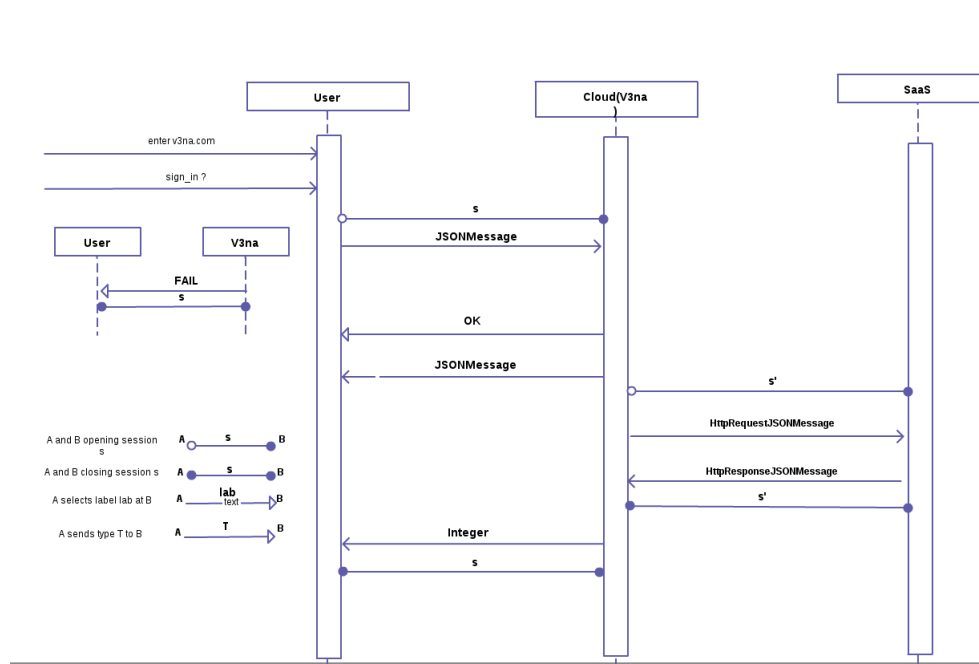 User
Cloud(V3na
)
SaaS
enter v3na.com
sign_in ?
s
JSONMessage
User
V3na
FAIL
s
OK
JSONMessage
s'
HttpRequestJSONMessage
HttpResponseJSONMessage
s'
A and B opening session
s
A s B
A and B closing session s
A s B
A selects label lab at B
A lab B
text
A sends type T to B
A T B
Integer
s